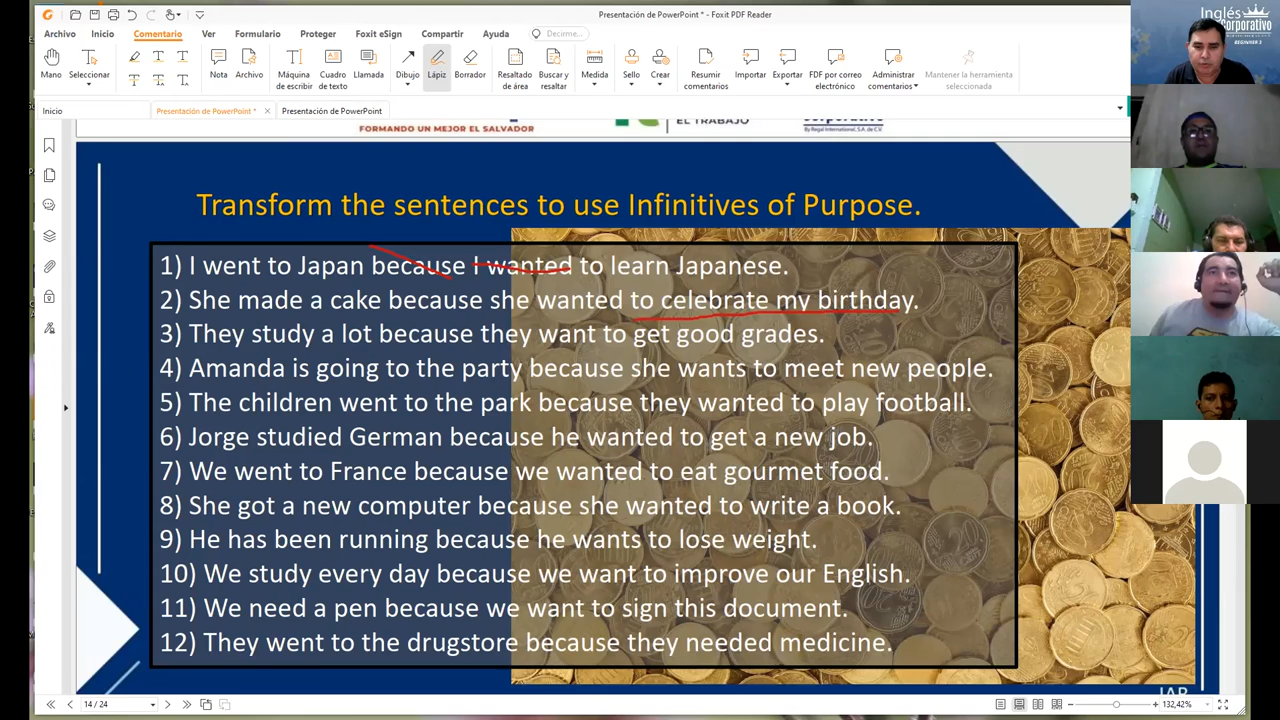 Presentación de PowerPoint * - Foxit PDF Reader
Archivo Inicio Comentario Ver Formulario Proteger Foxit eSign Compartir Ayuda Decirme...
Mano Seleccionar Nota Archivo Máquina de escribir Cuadro de texto Llamada Dibujo Lápiz Borrador Resaltado de área Buscar y resaltar Medida Sello Crear Resumir comentarios Importar Exportar PDF por correo electrónico Administrar comentarios Mantener la herramienta seleccionada
Inicio Presentación de PowerPoint * Presentación de PowerPoint
FORMANDO UN MEJOR EL SALVADOR
EL TRABAJO
By Regal International, S.A. de C.V.
Transform the sentences to use Infinitives of Purpose.
1) I went to Japan because I wanted to learn Japanese.
2) She made a cake because she wanted to celebrate my birthday.
3) They study a lot because they want to get good grades.
4) Amanda is going to the party because she wants to meet new people.
5) The children went to the park because they wanted to play football.
6) Jorge studied German because he wanted to get a new job.
7) We went to France because we wanted to eat gourmet food.
8) She got a new computer because she wanted to write a book.
9) He has been running because he wants to lose weight.
10) We study every day because we want to improve our English.
11) We need a pen because we want to sign this document.
12) They went to the drugstore because they needed medicine.
14 / 24
132,42%
Inglés
Corporativo
BEGINNER 2